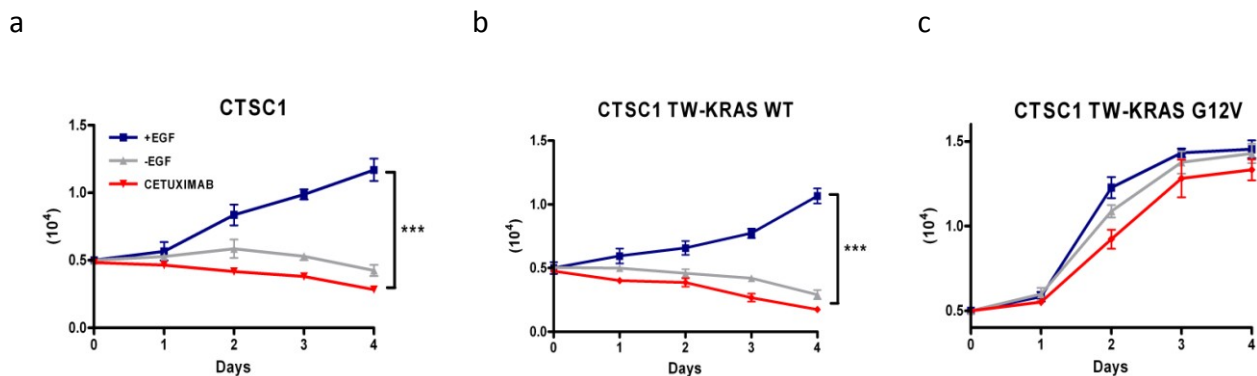 a
b
c
CTSC1
1.5
1.0
0.5
0.0
(10⁴)
+EGF
-EGF
CETUXIMAB
***
0 1 2 3 4
Days
CTSC1 TW-KRAS WT
1.5
1.0
0.5
0.0
(10⁴)
***
0 1 2 3 4
Days
CTSC1 TW-KRAS G12V
1.5
1.0
0.5
(10⁴)
0 1 2 3 4
Days